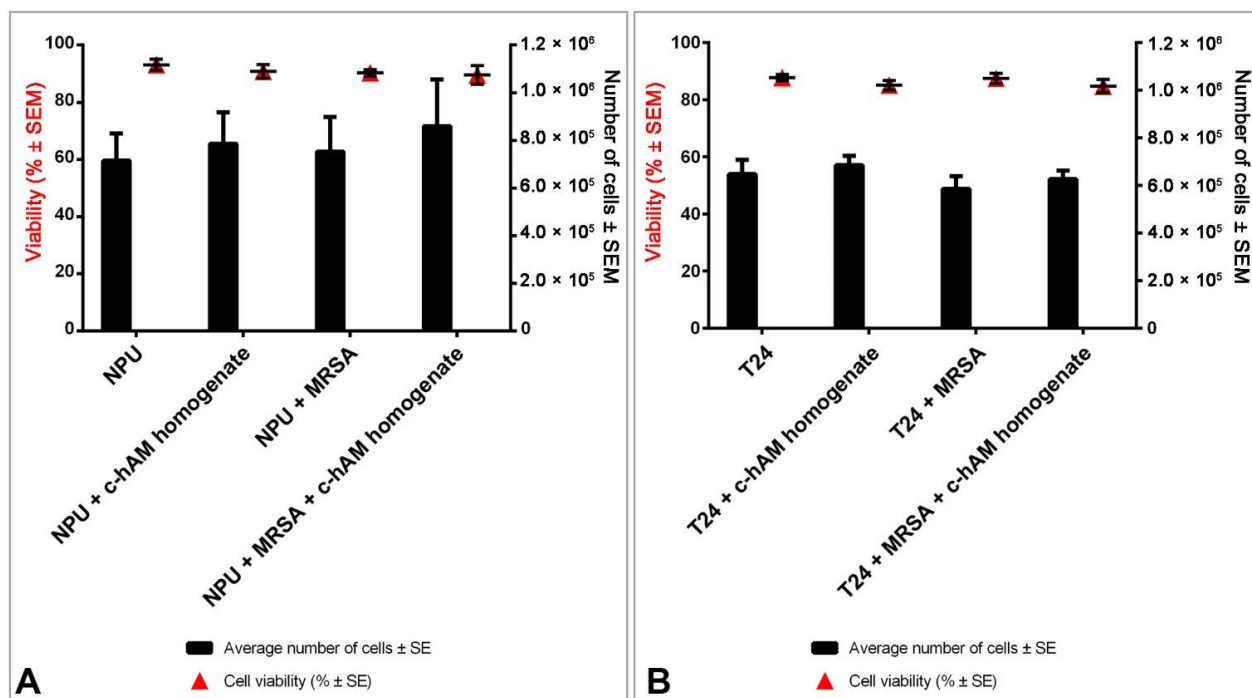 100
80
60
40
20
0
Viability (% ± SEM)
1.2 × 10⁶
1.0 × 10⁶
8.0 × 10⁵
6.0 × 10⁵
4.0 × 10⁵
2.0 × 10⁵
0
Number of cells ± SEM
NPU
NPU + c-hAM homogenate
NPU + MRSA
NPU + MRSA + c-hAM homogenate
Average number of cells ± SE
Cell viability (% ± SE)
A
100
80
60
40
20
0
Viability (% ± SEM)
1.2 × 10⁶
1.0 × 10⁶
8.0 × 10⁵
6.0 × 10⁵
4.0 × 10⁵
2.0 × 10⁵
0
Number of cells ± SEM
T24
T24 + c-hAM homogenate
T24 + MRSA
T24 + MRSA + c-hAM homogenate
Average number of cells ± SE
Cell viability (% ± SE)
B